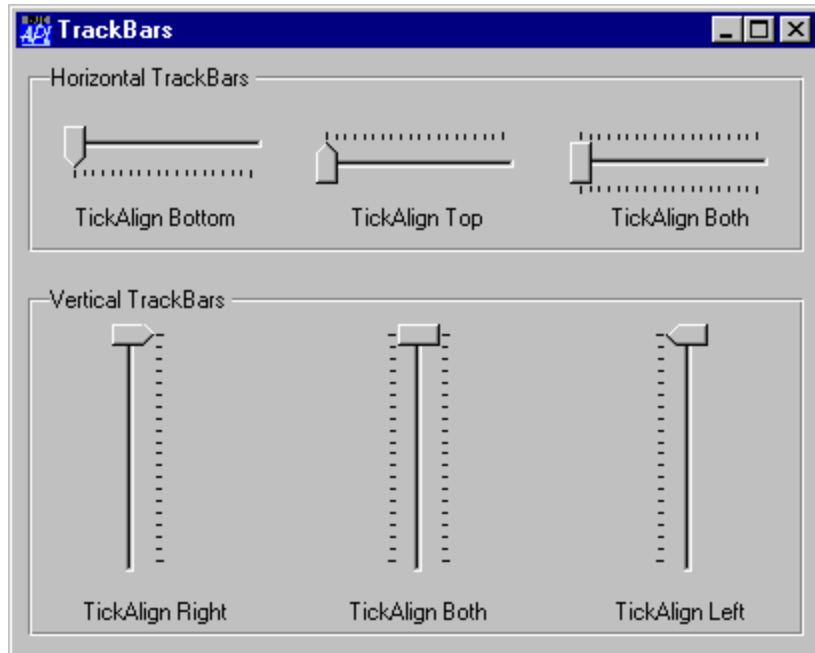 TrackBars
Horizontal TrackBars
TickAlign Bottom
TickAlign Top
TickAlign Both
Vertical TrackBars
TickAlign Right
TickAlign Both
TickAlign Left